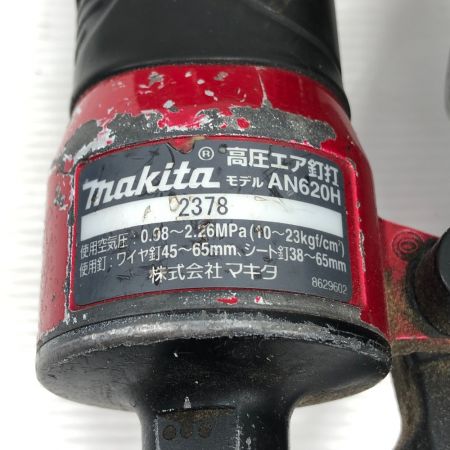 makita® 高圧エア釘打
モデル AN620H
2378
使用空気圧：0.98～2.26MPa(10～23kgf/cm²)
使用釘：ワイヤ釘45～65mm、シート釘38～65mm
株式会社マキタ
8629602